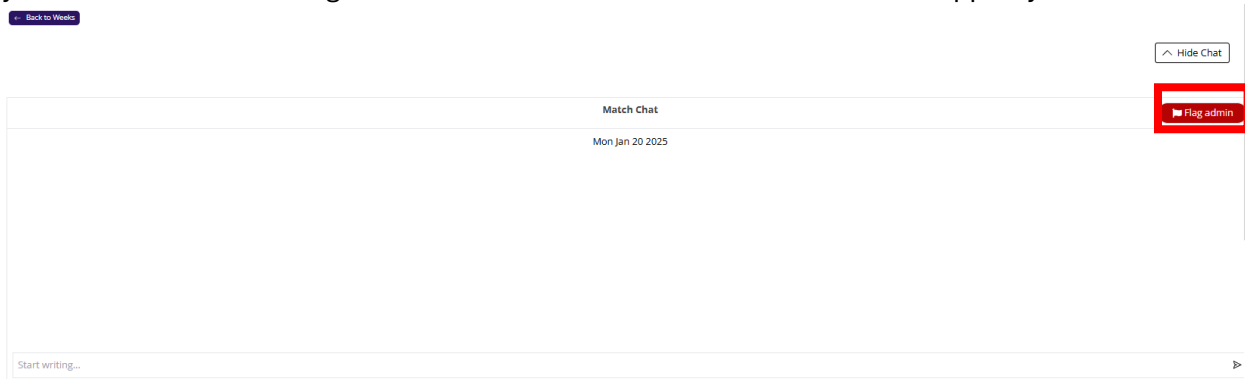 ← Back to Weeks
Hide Chat
Match Chat
Flag admin
Mon Jan 20 2025
Start writing...